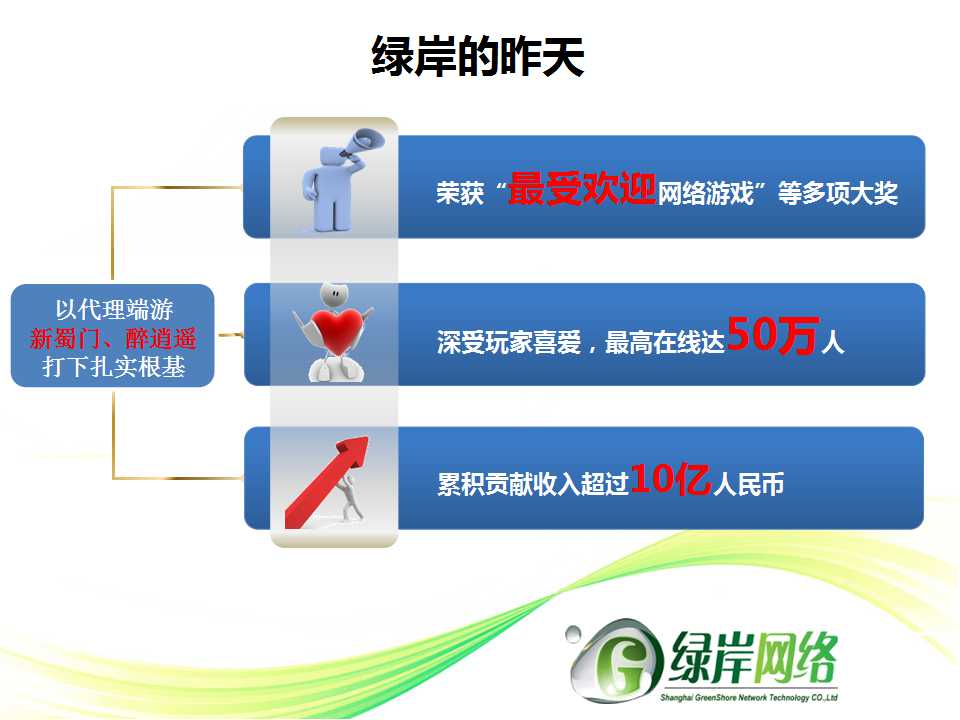 绿岸的昨天
荣获“最受欢迎网络游戏”等多项大奖
以代理端游
新蜀门、醉逍遥
打下扎实根基
深受玩家喜爱，最高在线达50万人
累积贡献收入超过10亿人民币
绿岸网络
Shanghai GreenShore Network Technology CO.,Ltd